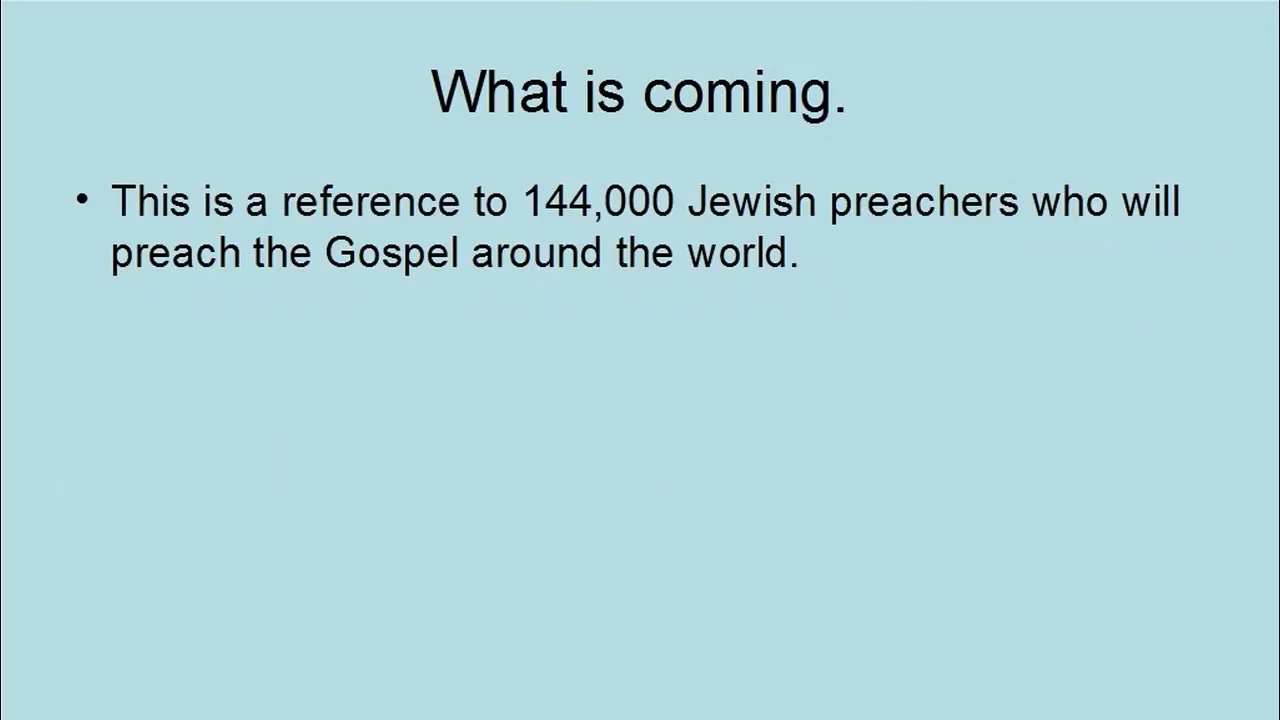 What is coming.
• This is a reference to 144,000 Jewish preachers who will
preach the Gospel around the world.